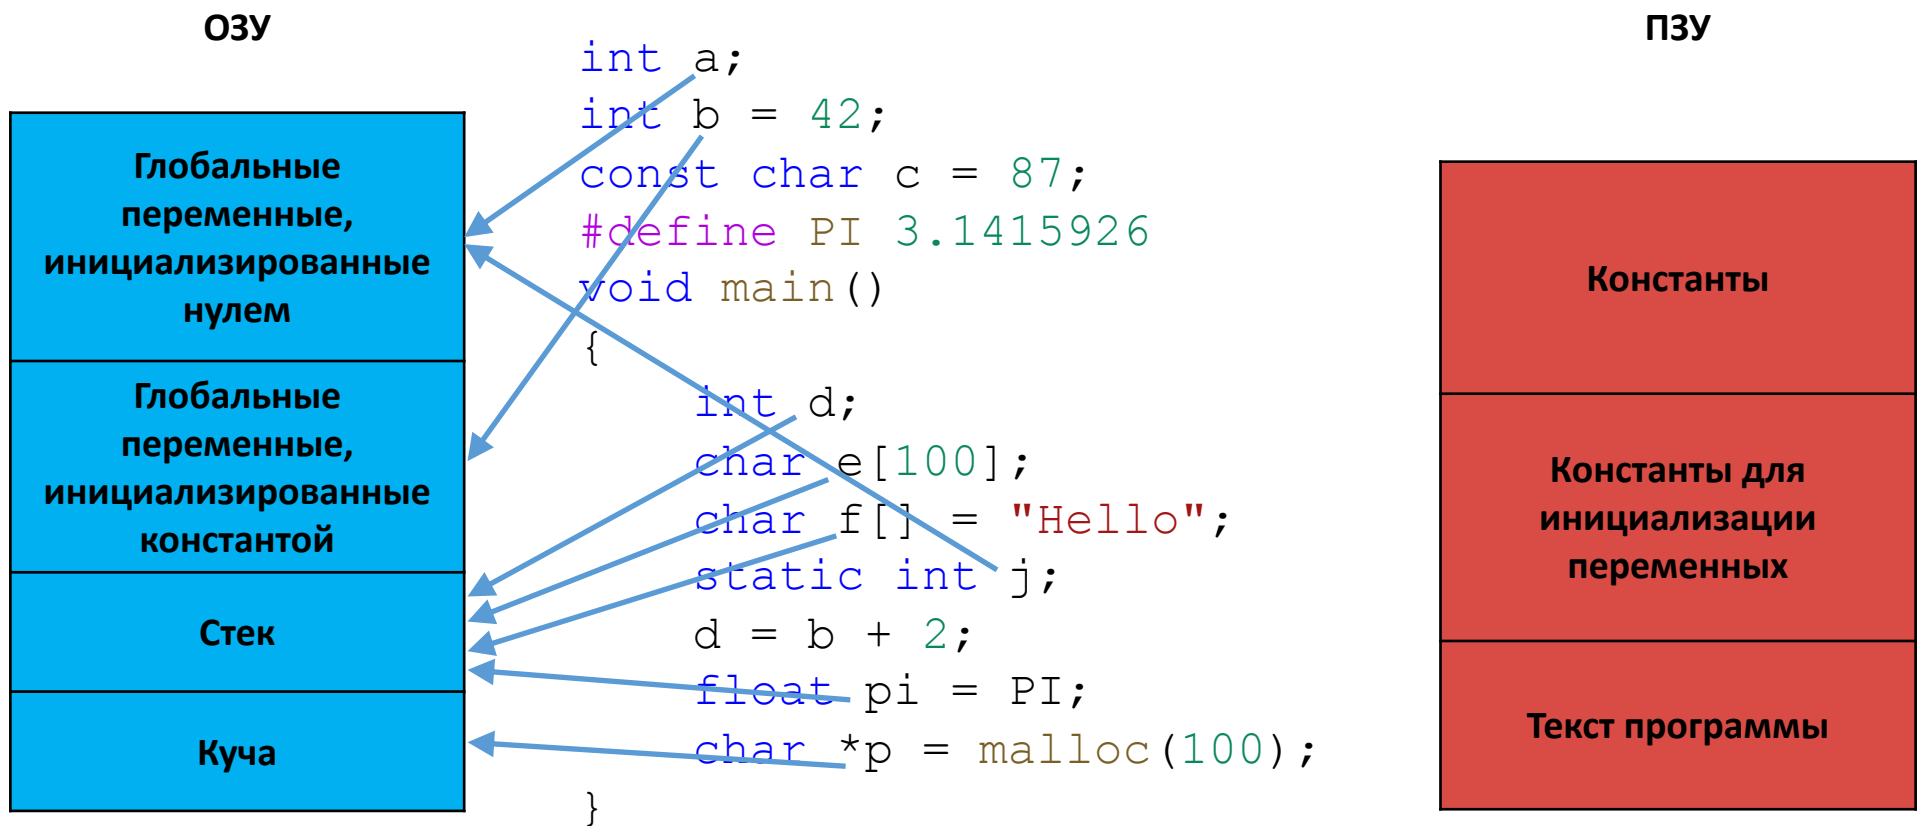 ОЗУ
Глобальные
переменные,
инициализированные
нулем
Глобальные
переменные,
инициализированные
константой
Стек
Куча
int a;
int b = 42;
const char c = 87;
#define PI 3.1415926
void main()
{
int d;
char e[100];
char f[] = "Hello";
static int j;
d = b + 2;
float pi = PI;
char *p = malloc(100);
}
ПЗУ
Константы
Константы для
инициализации
переменных
Текст программы